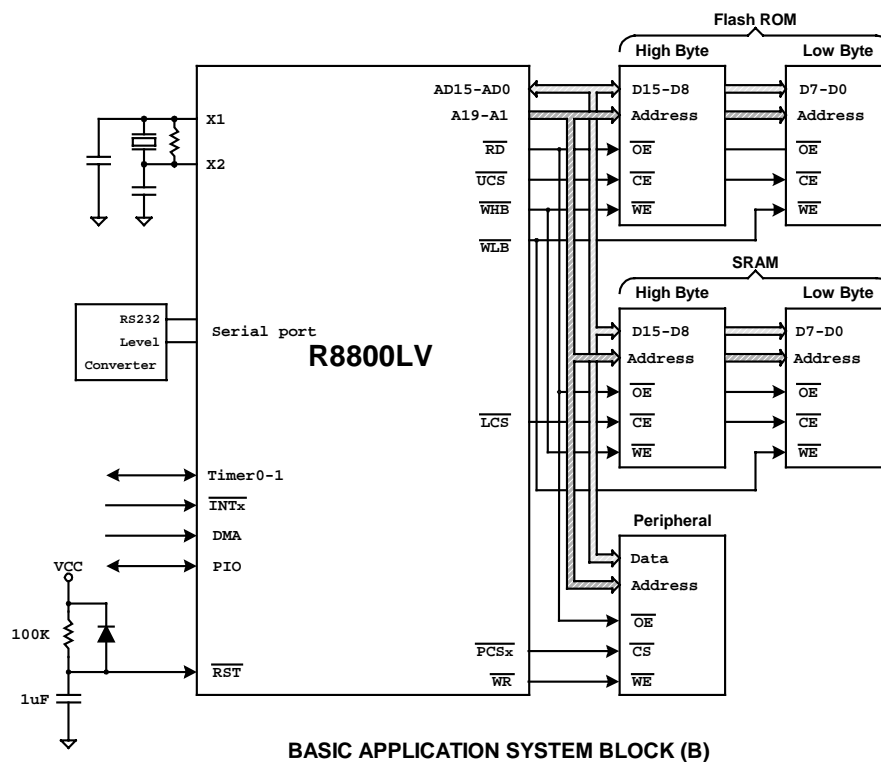 Flash ROM
High Byte Low Byte
AD15-AD0 D15-D8 D7-D0
X1 A19-A1 Address Address
RD OE OE
X2 UCS CE CE
WHB WE WE
WLB
SRAM
High Byte Low Byte
RS232
Level
Converter
Serial port
R8800LV
D15-D8 D7-D0
Address Address
OE OE
LCS CE CE
WE WE
Timer0-1
INTx
DMA
PIO
Peripheral
Data
Address
OE
VCC
100K
1uF
RST
PCSx CS
WR WE
BASIC APPLICATION SYSTEM BLOCK (B)